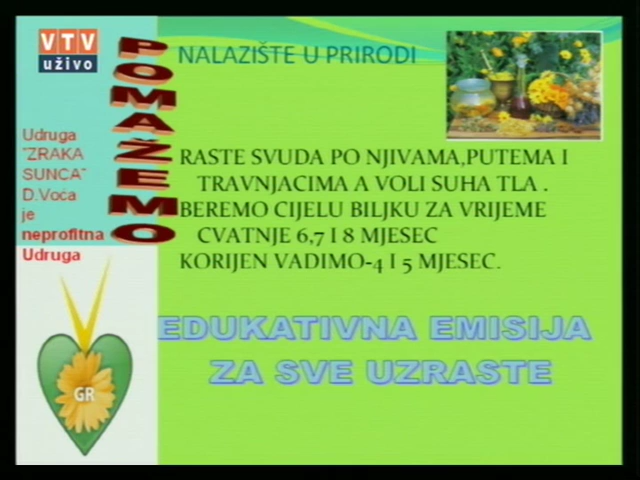 VTV
uživo
POMAŽEMO
NALAZIŠTE U PRIRODI
Udruga
"ZRAKA
SUNCA"
D.Voća
je
neprofitna
Udruga
RASTE SVUDA PO NJIVAMA,PUTEMA I
TRAVNJACIMA A VOLI SUHA TLA .
BEREMO CIJELU BILJKU ZA VRIJEME
CVATNJE 6,7 I 8 MJESEC
KORIJEN VADIMO-4 I 5 MJESEC.
EDUKATIVNA EMISIJA
ZA SVE UZRASTE
GR